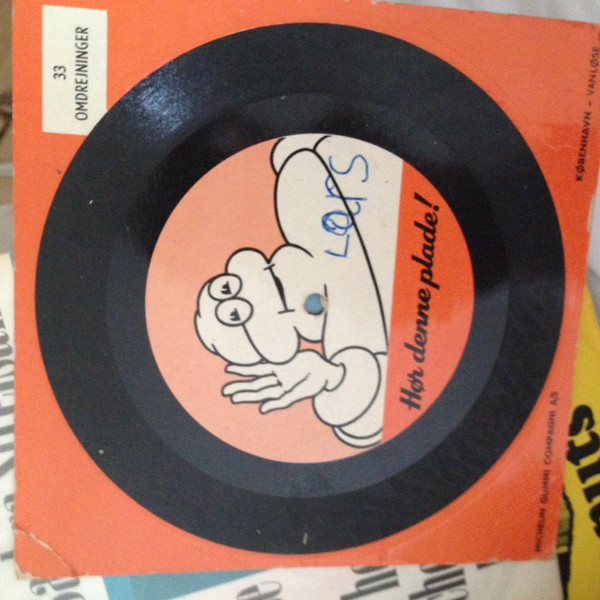 33
OMDREJNINGER
LARS
Hør denne plade!
MICHELIN GUMMI COMPAGNI A/S
KØBENHAVN - VANLØSE